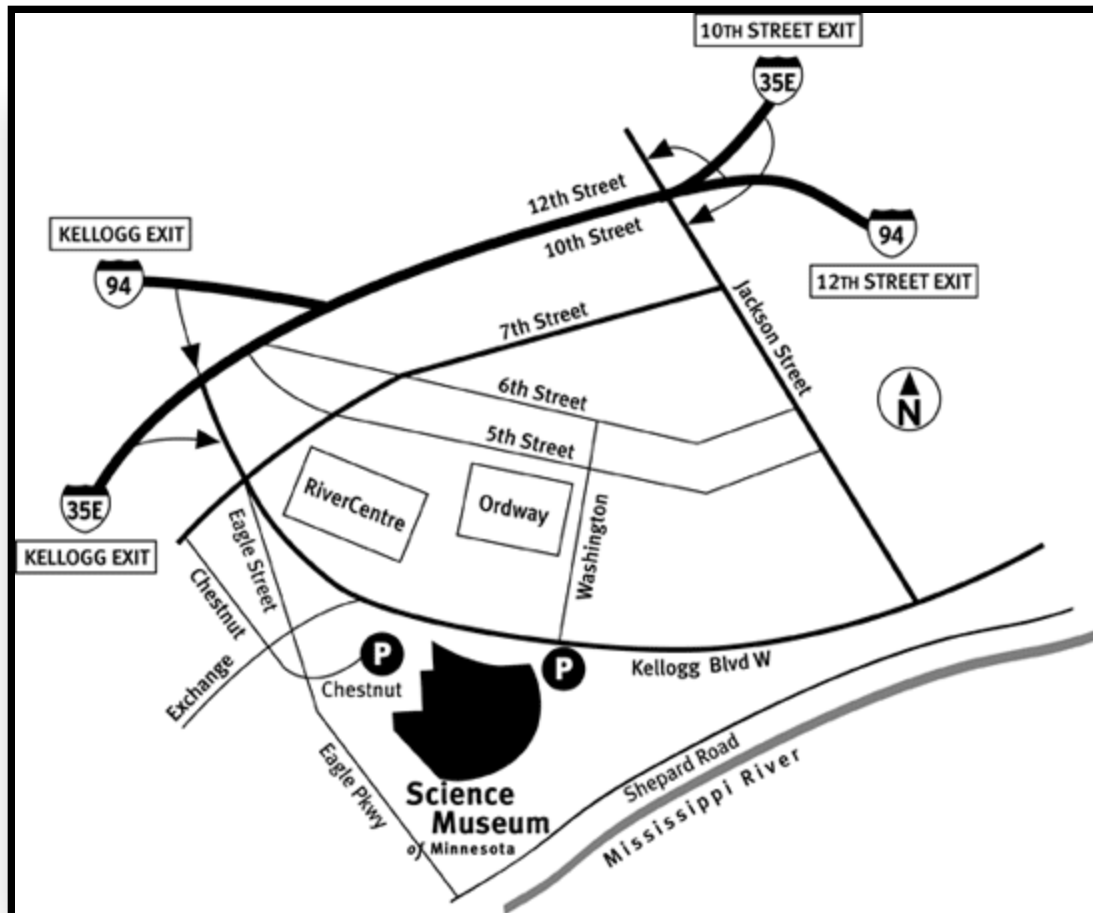 10TH STREET EXIT
35E
12th Street
10th Street
KELLOGG EXIT
94
94
12TH STREET EXIT
7th Street
Jackson Street
6th Street
N
5th Street
RiverCentre
Ordway
35E
KELLOGG EXIT
Eagle Street
Washington
Chestnut
P
P
Kellogg Blvd W
Exchange
Chestnut
Eagle Pkwy
Shepard Road
Mississippi River
Science
Museum
of Minnesota